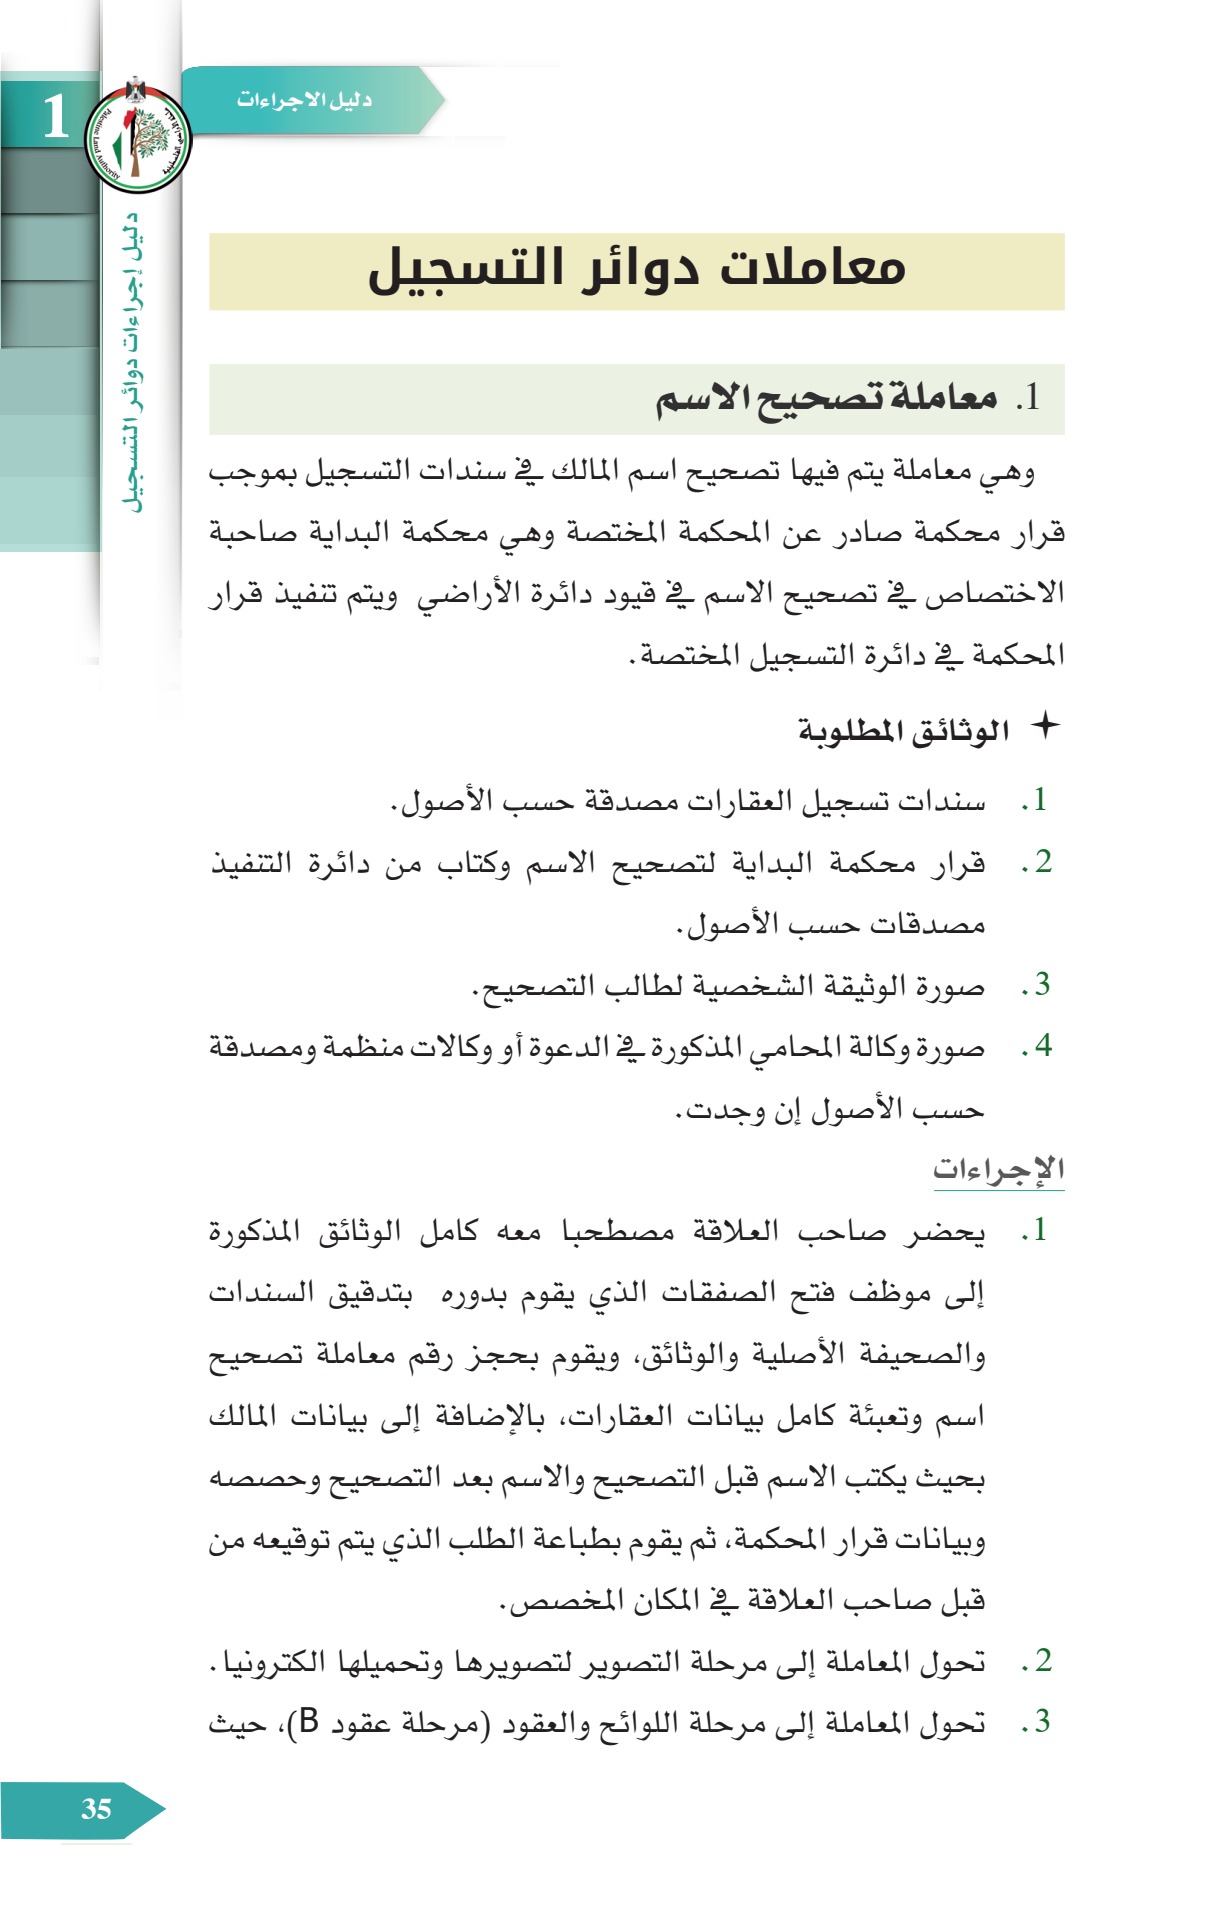 دليل الاجراءات
1
Palestine Land Authority
دليل إجراءات دوائر التسجيل
معاملات دوائر التسجيل
1. معاملة تصحيح الاسم
وهي معاملة يتم فيها تصحيح اسم المالك في سندات التسجيل بموجب
قرار محكمة صادر عن المحكمة المختصة وهي محكمة البداية صاحبة
الاختصاص في تصحيح الاسم في قيود دائرة الأراضي ويتم تنفيذ قرار
المحكمة في دائرة التسجيل المختصة.
الوثائق المطلوبة
1. سندات تسجيل العقارات مصدقة حسب الأصول.
2. قرار محكمة البداية لتصحيح الاسم وكتاب من دائرة التنفيذ
مصدقات حسب الأصول.
3. صورة الوثيقة الشخصية لطالب التصحيح.
4. صورة وكالة المحامي المذكورة في الدعوة أو وكالات منظمة ومصدقة
حسب الأصول إن وجدت.
الإجراءات
1. يحضر صاحب العلاقة مصطحبا معه كامل الوثائق المذكورة
إلى موظف فتح الصفقات الذي يقوم بدوره بتدقيق السندات
والصحيفة الأصلية والوثائق، ويقوم بحجز رقم معاملة تصحيح
اسم وتعبئة كامل بيانات العقارات، بالإضافة إلى بيانات المالك
بحيث يكتب الاسم قبل التصحيح والاسم بعد التصحيح وحصصه
وبيانات قرار المحكمة، ثم يقوم بطباعة الطلب الذي يتم توقيعه من
قبل صاحب العلاقة في المكان المخصص.
2. تحول المعاملة إلى مرحلة التصوير لتصويرها وتحميلها الكترونيا.
3. تحول المعاملة إلى مرحلة اللوائح والعقود (مرحلة عقود B)، حيث
35